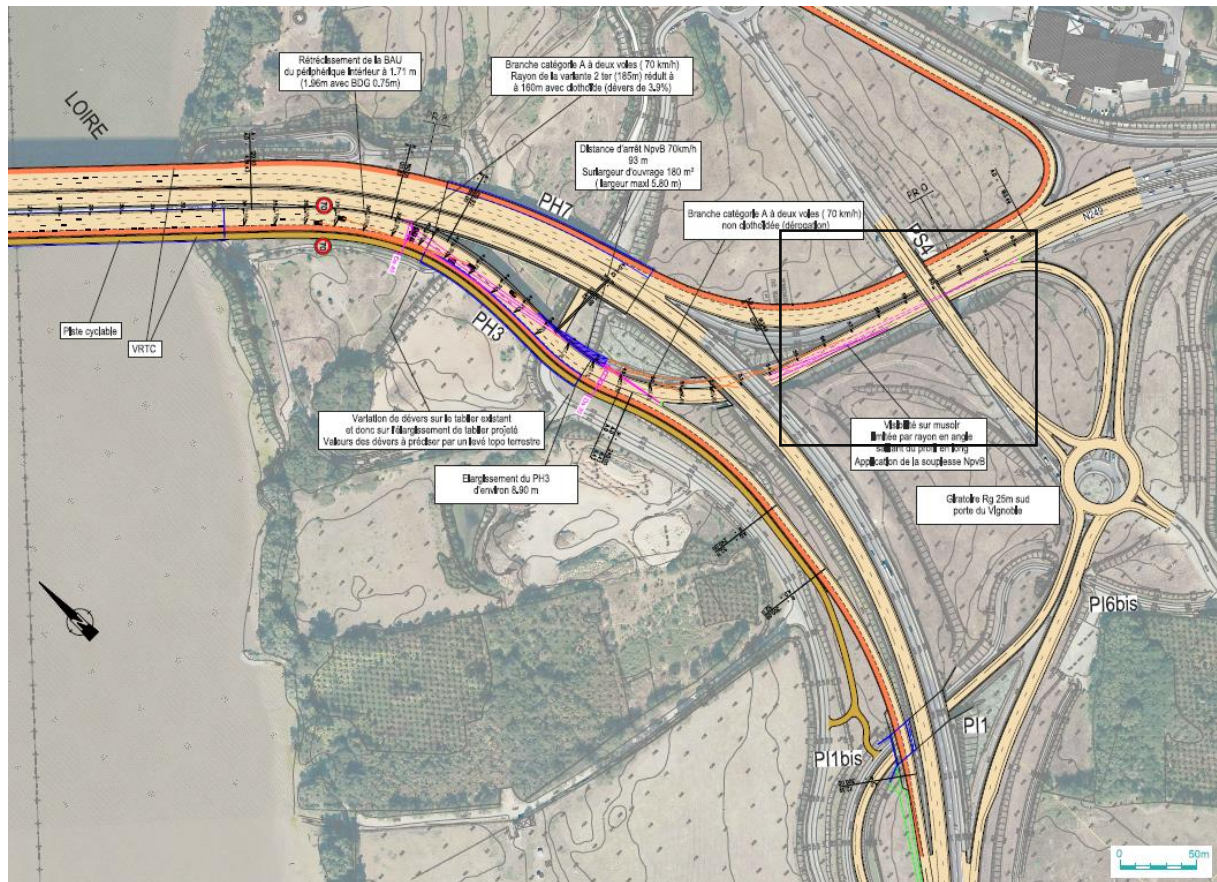 LOIRE
Rétrécissement de la BAU
du périphérique Intérieur à 1.71 m
(1.96m avec BDG 0.75m)
Branche catégorie A à deux voies ( 70 km/h)
Rayon de la variante 2 ter (185m) réduit à
à 160m avec clothoïde (dévers de 3.9%)
Distance d'arrêt NpvB 70km/h
93 m
Surlargeur d'ouvrage 180 m²
( largeur maxi 5.80 m)
Branche catégorie A à deux voies ( 70 km/h)
non clothoïdée (dérogation)
PH7
PS4
N249
PH3
Piste cyclable
VRTC
Variation de dévers sur le tablier existant
et donc sur l'élargissement de tablier projeté
Valeurs des dévers à préciser par un levé topo terrestre
Elargissement du PH3
d'environ 8.90 m
Visibilité sur musoir
limitée par rayon en angle
saillant du profil en long
Application de la souplesse NpvB
Giratoire Rg 25m sud
porte du Vignoble
PI6bis
PI1
PI1bis
0 50m